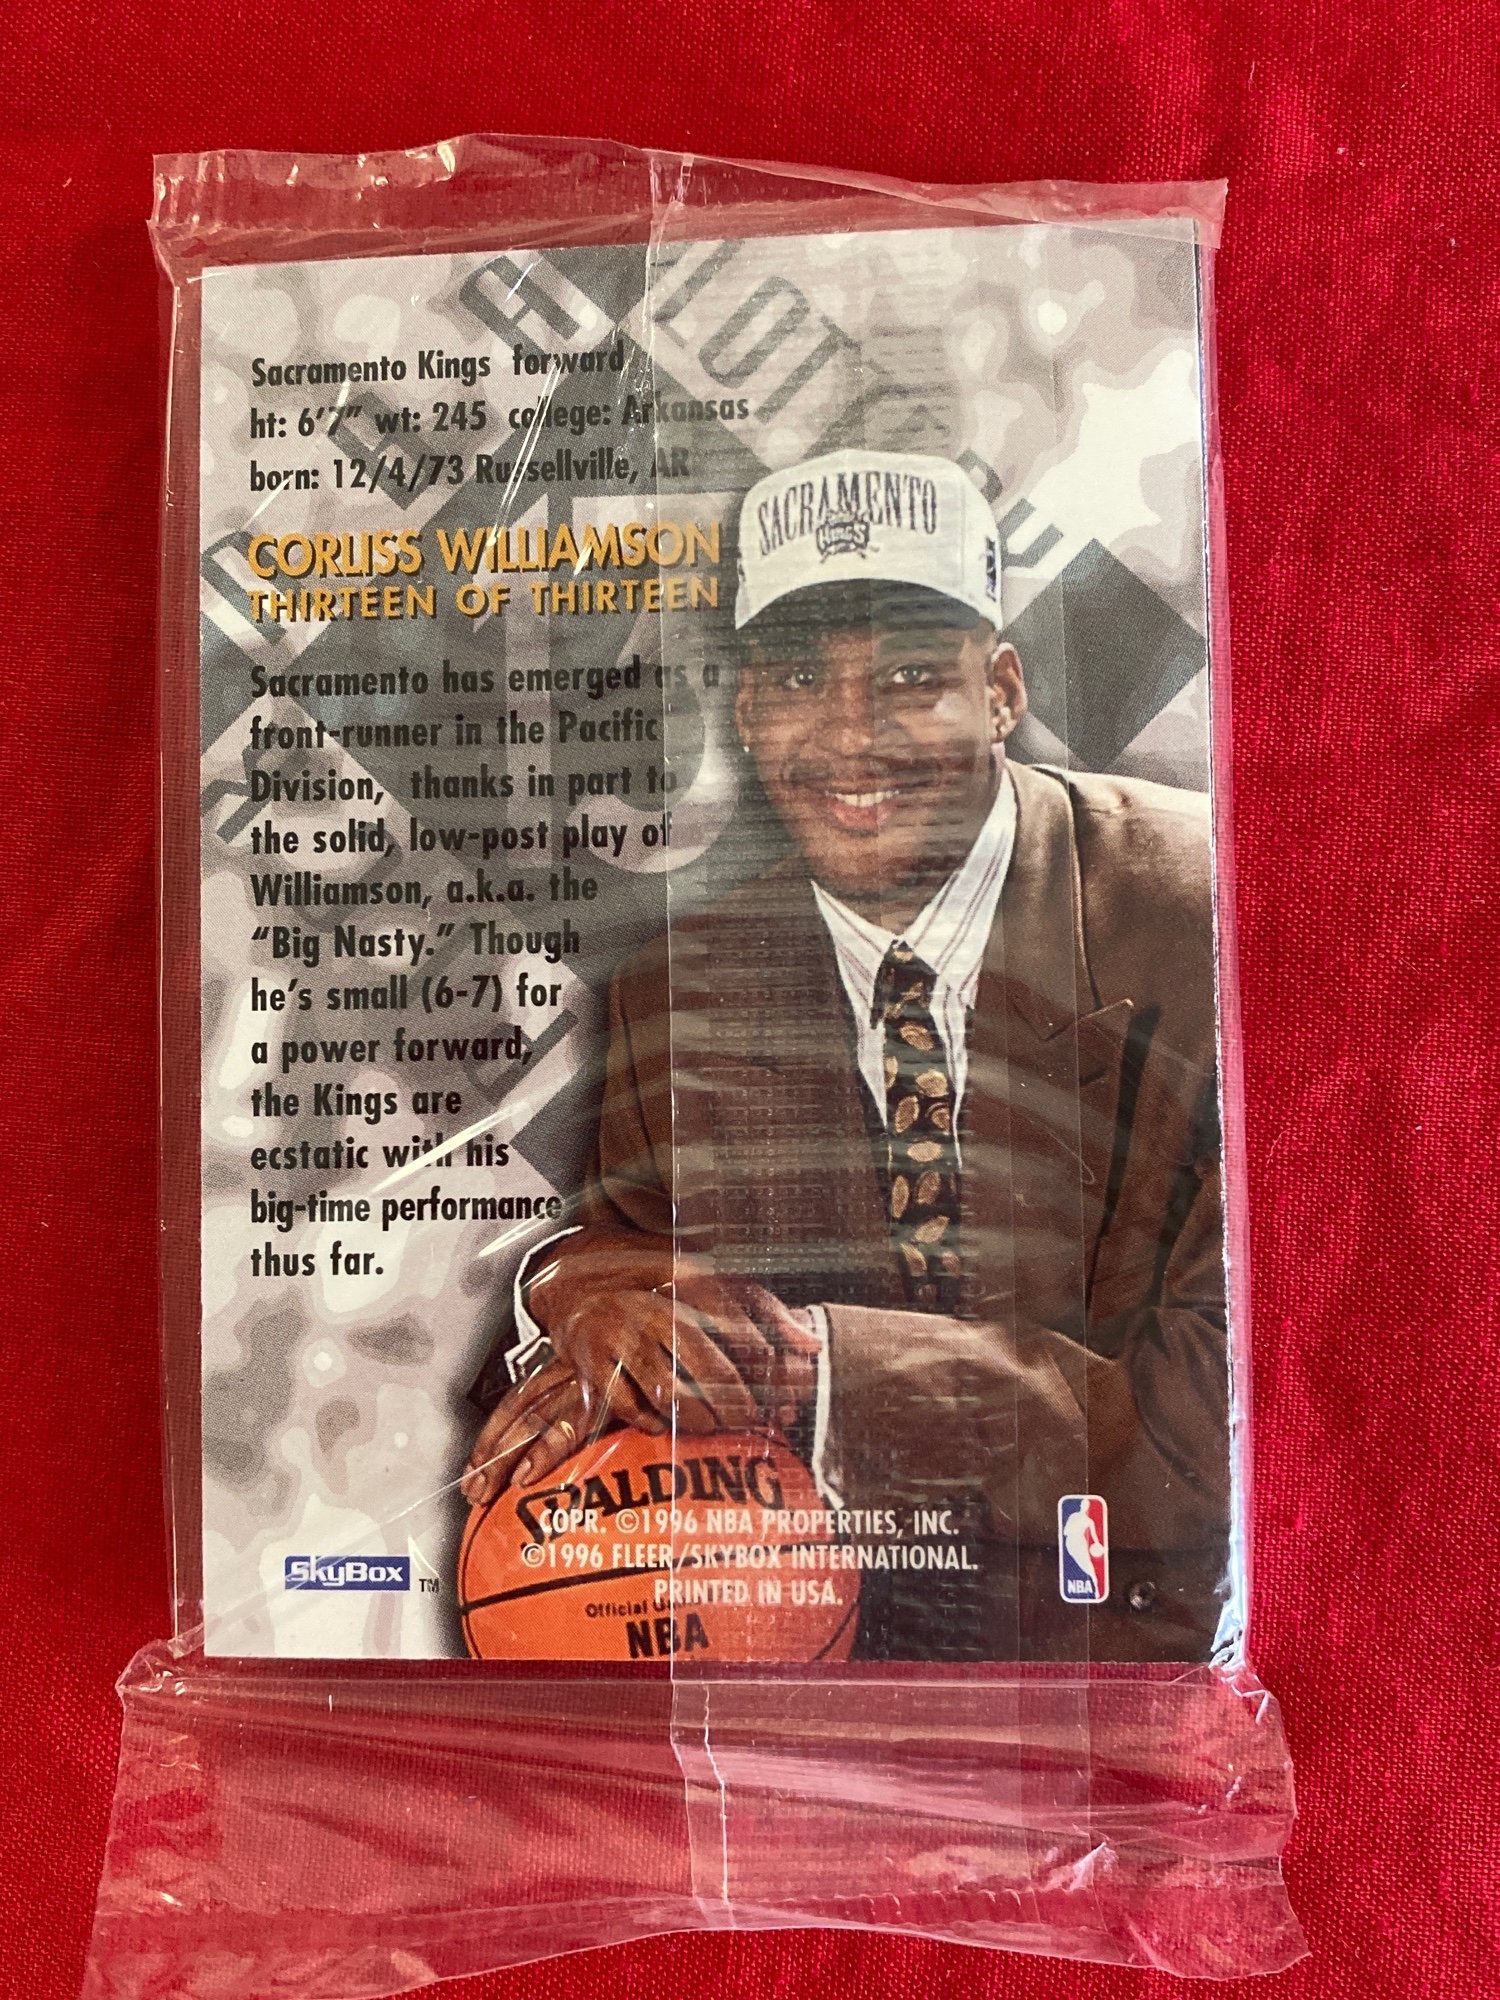 Sacramento Kings forward
ht: 6'7" wt: 245 college: Arkansas
born: 12/4/73 Russellville, AR
CORLISS WILLIAMSON
THIRTEEN OF THIRTEEN
13
Sacramento has emerged as a
front-runner in the Pacific
Division, thanks in part to
the solid, low-post play of
Williamson, a.k.a. the
"Big Nasty." Though
he's small (6-7) for
a power forward,
the Kings are
ecstatic with his
big-time performance
thus far.
SACRAMENTO
KINGS
SPALDING
COPR. ©1996 NBA PROPERTIES, INC.
©1996 FLEER/SKYBOX INTERNATIONAL.
PRINTED IN USA.
Official
NBA
SkyBox TM
NBA